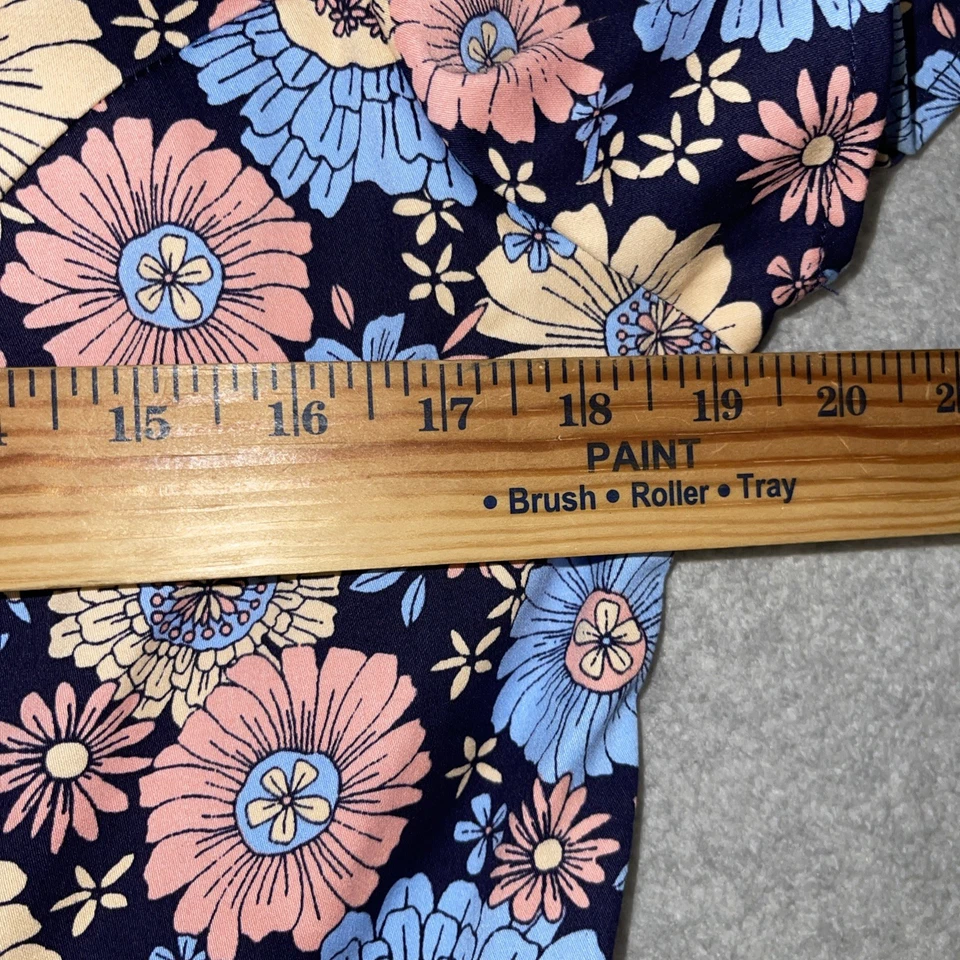 15 16 17 18 19 20
PAINT
• Brush • Roller • Tray